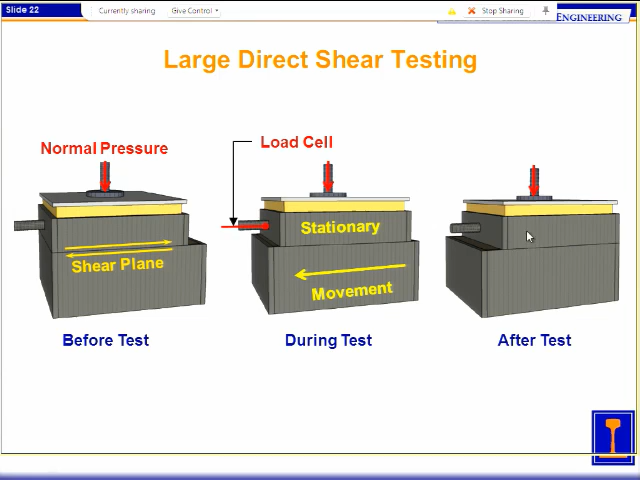 Slide 22
Currently sharing
Give Control
Stop Sharing
ENGINEERING
Large Direct Shear Testing
Normal Pressure
Load Cell
Shear Plane
Stationary
Movement
Before Test
During Test
After Test